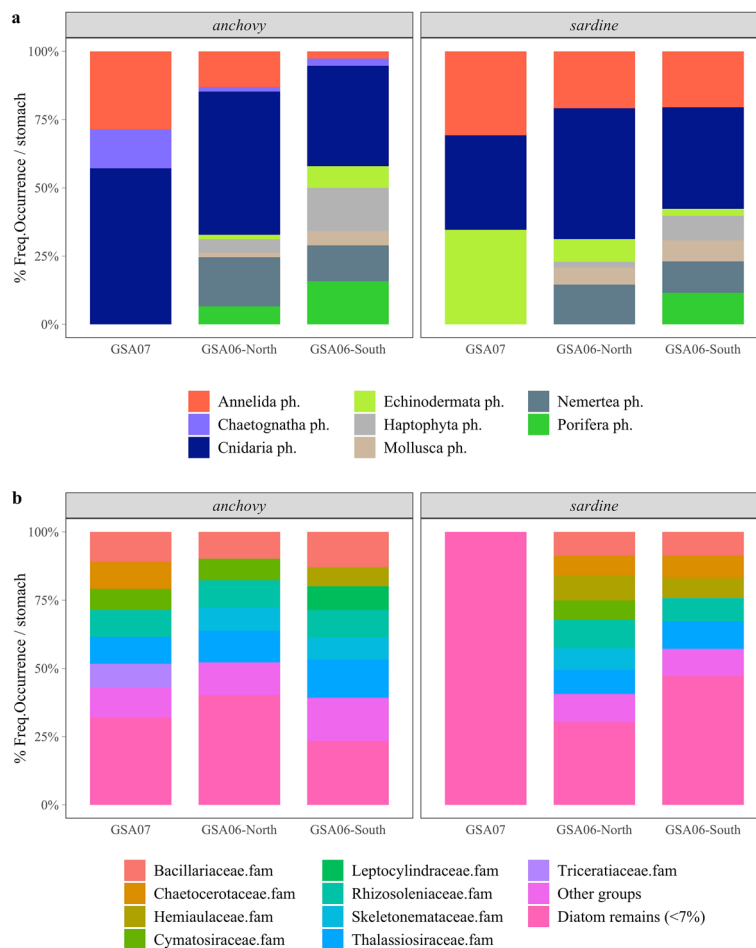 a
anchovy
sardine
% Freq.Occurrence / stomach
100%
75%
50%
25%
0%
GSA07
GSA06-North
GSA06-South
GSA07
GSA06-North
GSA06-South
Annelida ph.
Chaetognatha ph.
Cnidaria ph.
Echinodermata ph.
Haptophyta ph.
Mollusca ph.
Nemertea ph.
Porifera ph.
b
anchovy
sardine
% Freq.Occurrence / stomach
100%
75%
50%
25%
0%
GSA07
GSA06-North
GSA06-South
GSA07
GSA06-North
GSA06-South
Bacillariaceae.fam
Chaetocerotaceae.fam
Hemiaulaceae.fam
Cymatosiraceae.fam
Leptocylindraceae.fam
Rhizosoleniaceae.fam
Skeletonemataceae.fam
Thalassiosiraceae.fam
Triceratiaceae.fam
Other groups
Diatom remains (<7%)